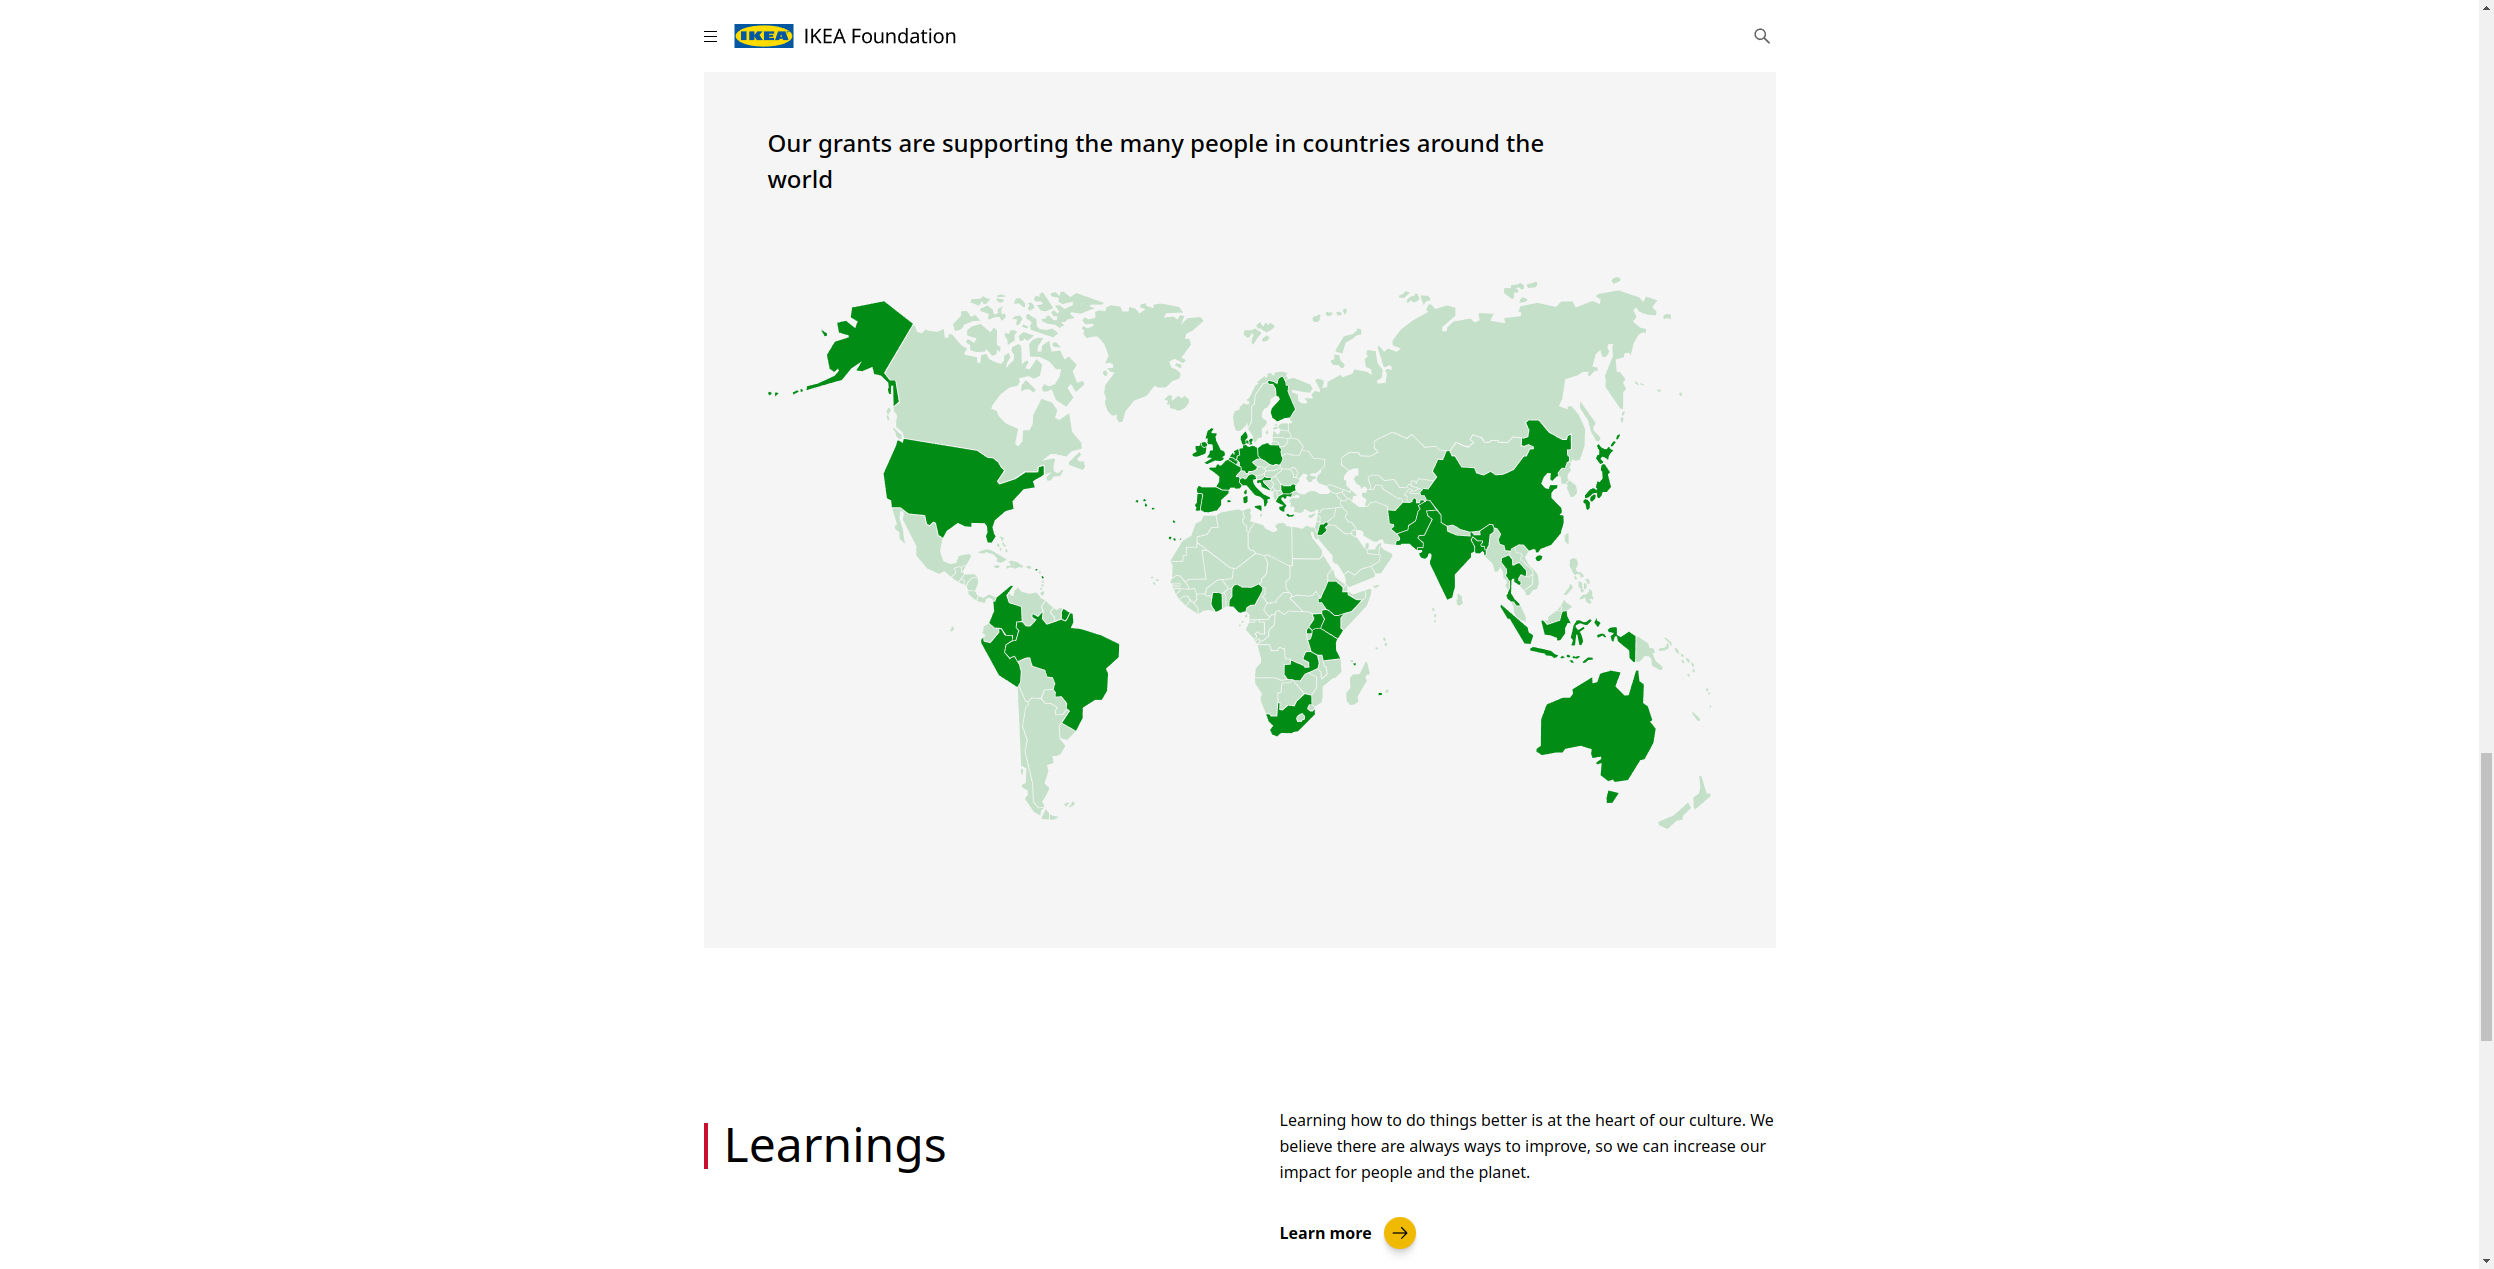 IKEA IKEA Foundation
Our grants are supporting the many people in countries around the
world
Learnings
Learning how to do things better is at the heart of our culture. We
believe there are always ways to improve, so we can increase our
impact for people and the planet.
Learn more